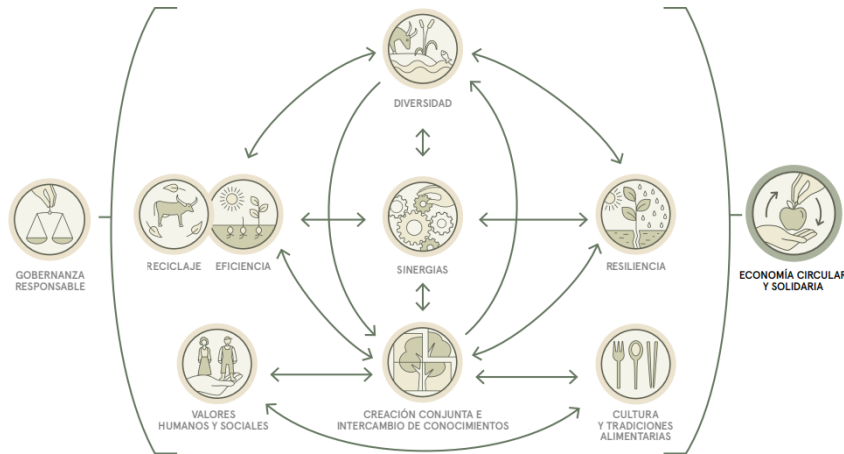 DIVERSIDAD
GOBERNANZA
RESPONSABLE
RECICLAJE
EFICIENCIA
SINERGIAS
RESILIENCIA
ECONOMÍA CIRCULAR
Y SOLIDARIA
VALORES
HUMANOS Y SOCIALES
CREACIÓN CONJUNTA E
INTERCAMBIO DE CONOCIMIENTOS
CULTURA
Y TRADICIONES
ALIMENTARIAS